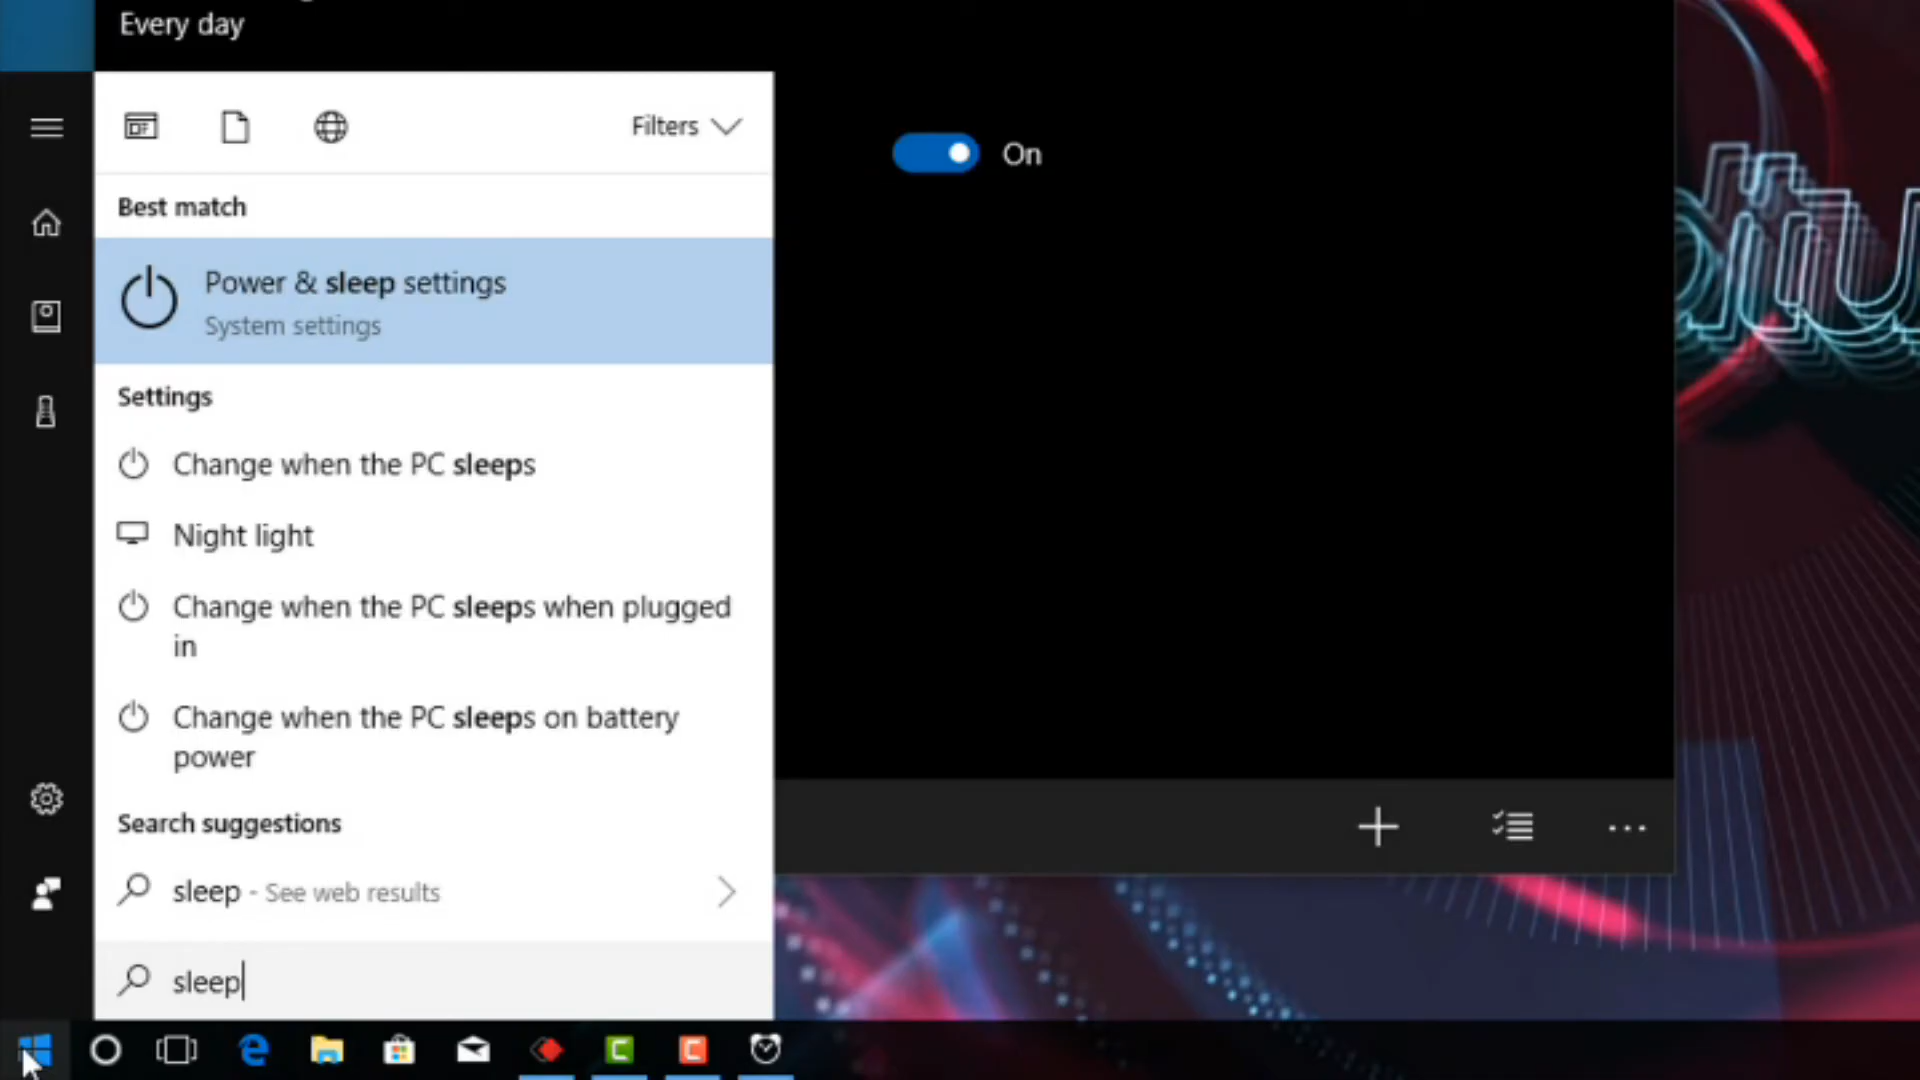 Every day
Filters
On
Best match
Power & sleep settings
System settings
Settings
Change when the PC sleeps
Night light
Change when the PC sleeps when plugged
in
Change when the PC sleeps on battery
power
Search suggestions
sleep - See web results
sleep